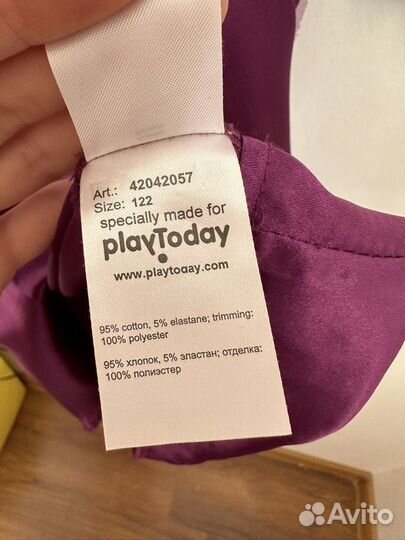 Art.: 42042057
Size: 122
specially made for
playToday
www.playtoday.com
95% cotton, 5% elastane; trimming:
100% polyester
95% хлопок, 5% эластан; отделка:
100% полиэстер
Avito